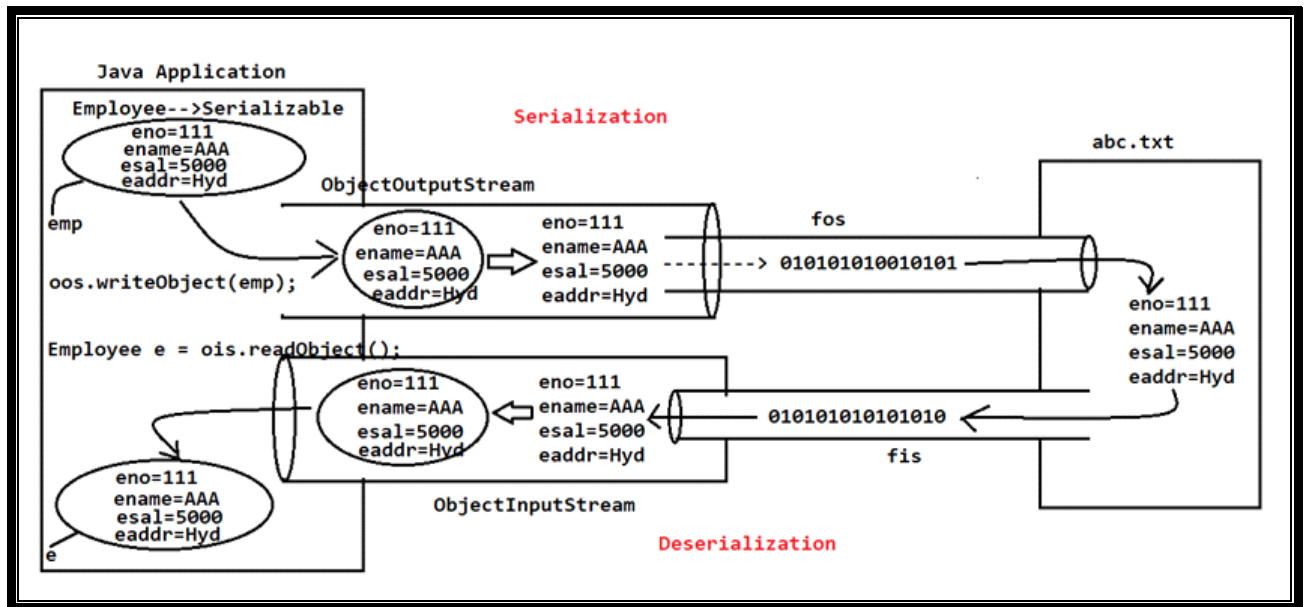 Java Application
Employee-->Serializable
eno=111
ename=AAA
esal=5000
eaddr=Hyd
emp
oos.writeObject(emp);
Serialization
ObjectOutputStream
eno=111
ename=AAA
esal=5000
eaddr=Hyd
eno=111
ename=AAA
esal=5000
eaddr=Hyd
fos
-----> 010101010010101
abc.txt
eno=111
ename=AAA
esal=5000
eaddr=Hyd
Employee e = ois.readObject();
eno=111
ename=AAA
esal=5000
eaddr=Hyd
eno=111
ename=AAA
esal=5000
eaddr=Hyd
010101010101010
fis
ObjectInputStream
Deserialization
eno=111
ename=AAA
esal=5000
eaddr=Hyd
e